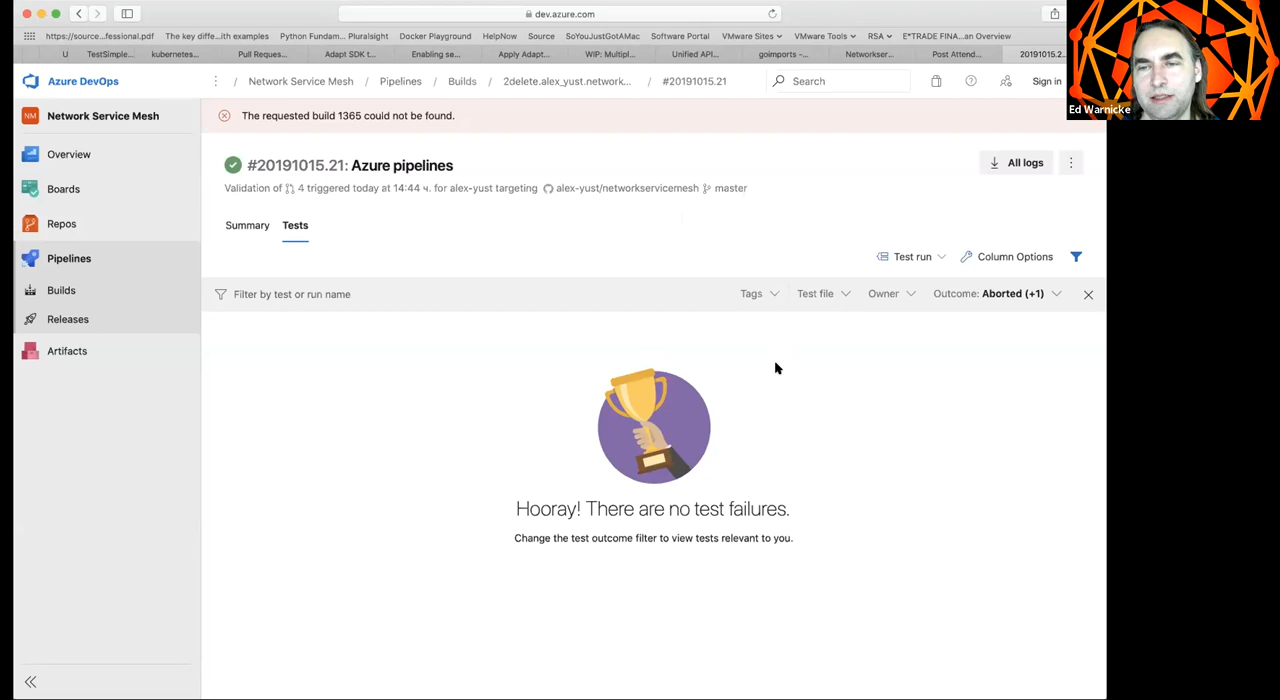 dev.azure.com
https://source...fessional.pdf The key diffe...ith examples Python Fundam... Pluralsight Docker Playground HelpNow Source SoYouJustGotAMac Software Portal VMware Sites VMware Tools RSA E*TRADE FINA...an Overview
U TestSimple... kubernetes... Pull Reques... Adapt SDK t... Enabling se... Apply Adapt... WIP: Multipl... Unified API... goimports –... Networkser... Post Attend... 20191015.2...
Azure DevOps / Network Service Mesh / Pipelines / Builds / 2delete.alex_yust.network... / #20191015.21 Search Sign in
Ed Warnicke
NM Network Service Mesh
The requested build 1365 could not be found.
Overview
Boards
Repos
Pipelines
Builds
Releases
Artifacts
#20191015.21: Azure pipelines
All logs
Validation of 4 triggered today at 14:44 ч. for alex-yust targeting alex-yust/networkservicemesh master
Summary Tests
Test run Column Options
Filter by test or run name Tags Test file Owner Outcome: Aborted (+1)
Hooray! There are no test failures.
Change the test outcome filter to view tests relevant to you.